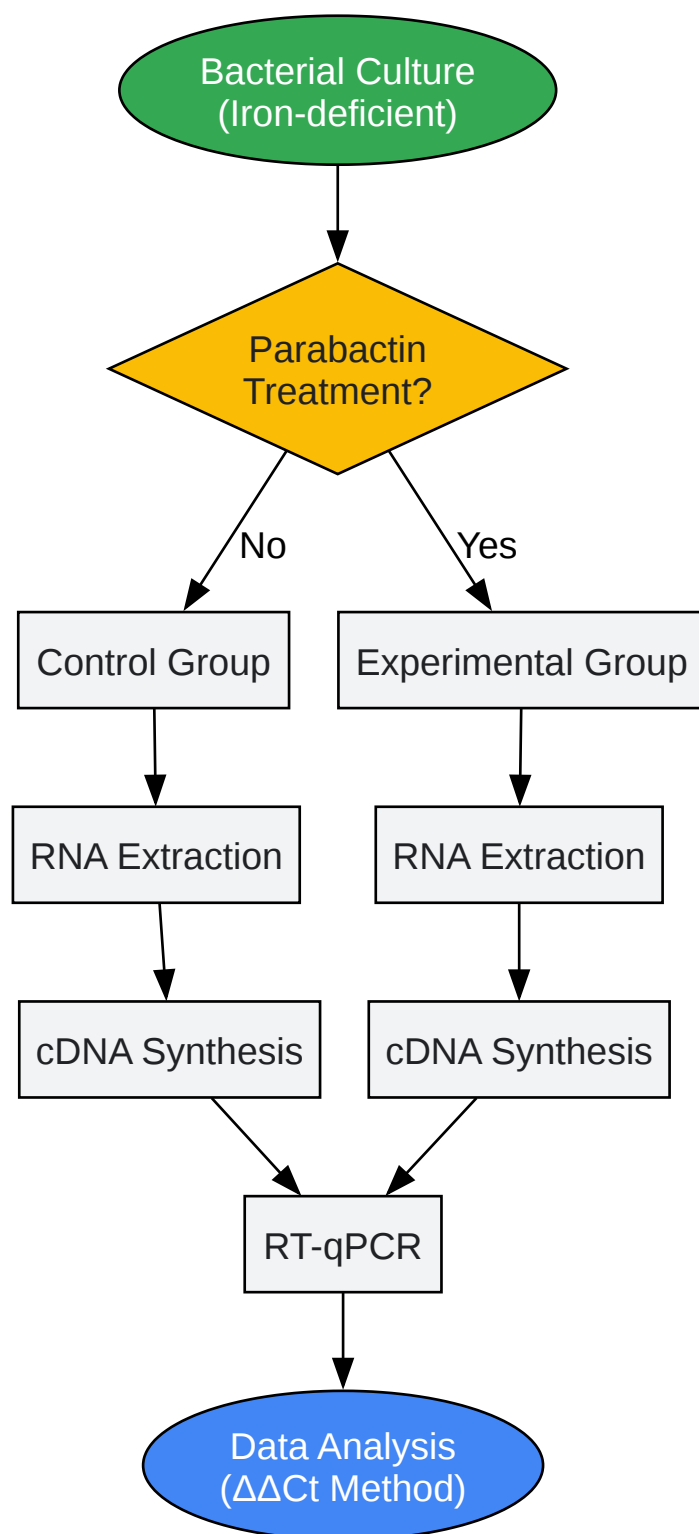 Bacterial Culture
(Iron-deficient)
Parabactin
Treatment?
No
Yes
Control Group
Experimental Group
RNA Extraction
RNA Extraction
cDNA Synthesis
cDNA Synthesis
RT-qPCR
Data Analysis
(ΔΔCt Method)